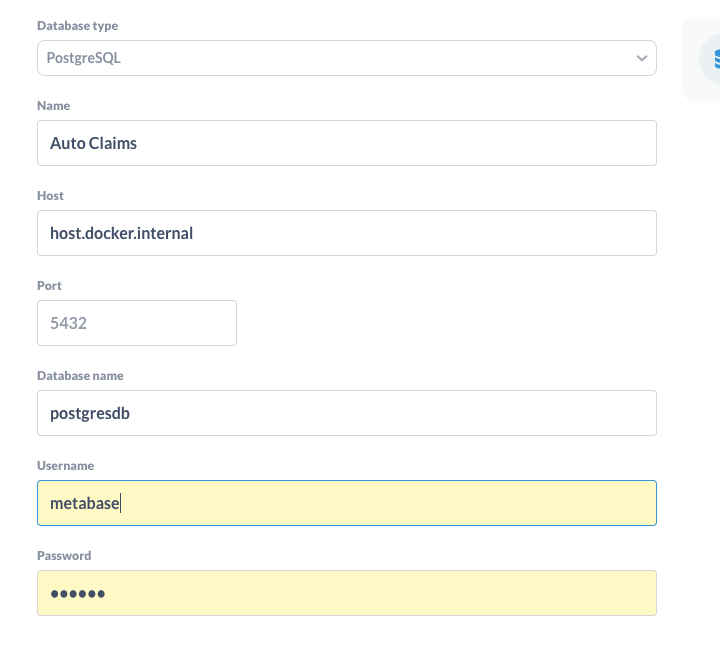 Database type
PostgreSQL
Name
Auto Claims
Host
host.docker.internal
Port
5432
Database name
postgresdb
Username
metabase
Password
••••••